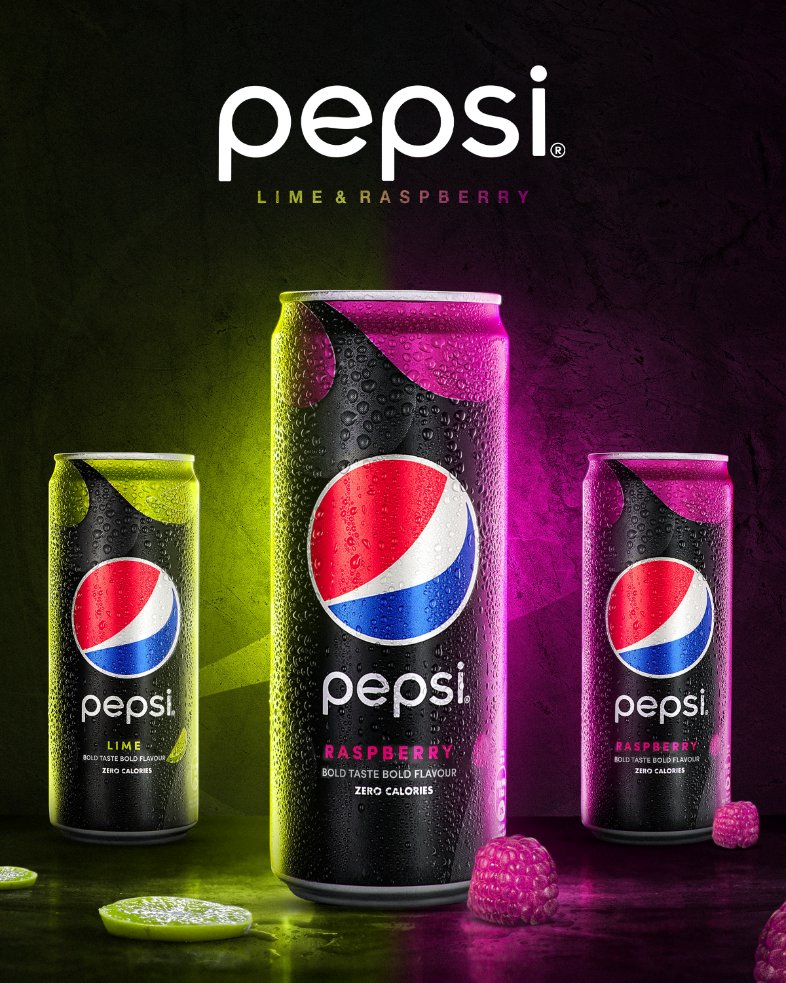 pepsi®
LIME & RASPBERRY
pepsi®
LIME
BOLD TASTE BOLD FLAVOUR
ZERO CALORIES
pepsi®
RASPBERRY
BOLD TASTE BOLD FLAVOUR
ZERO CALORIES
pepsi®
RASPBERRY
BOLD TASTE BOLD FLAVOUR
ZERO CALORIES